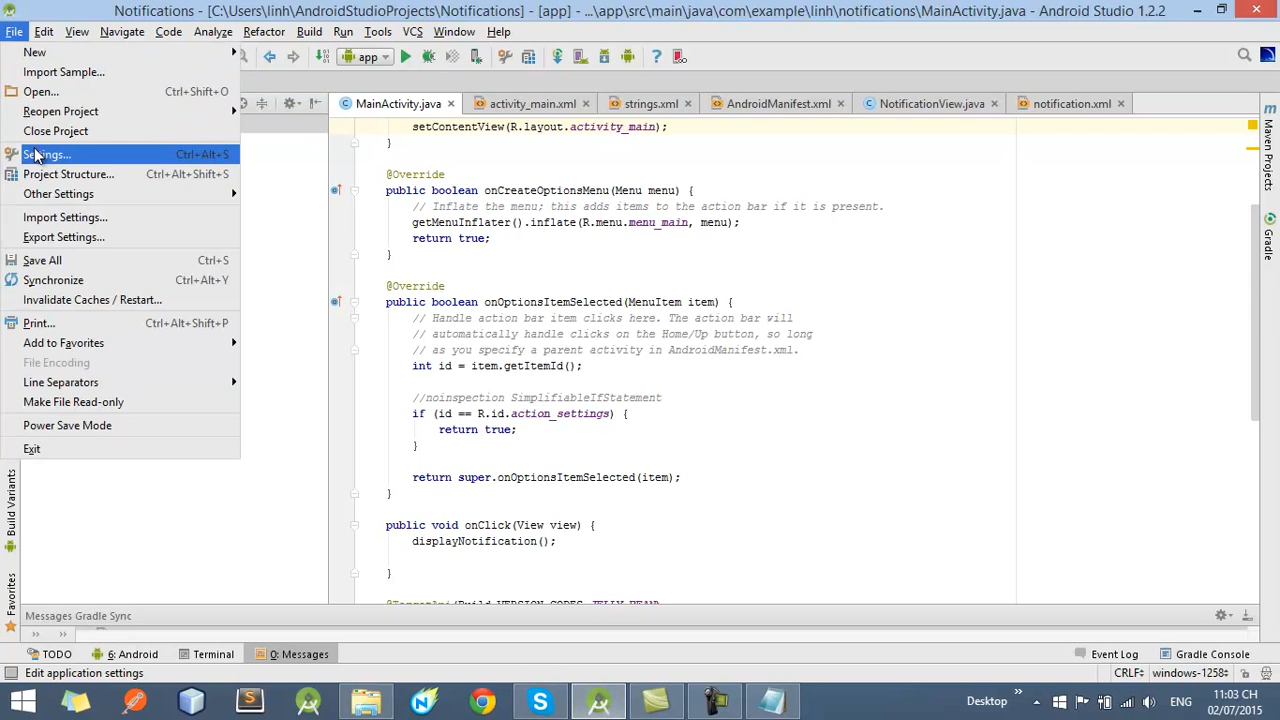 Notifications - [C:\Users\linh\AndroidStudioProjects\Notifications] - [app] - ...\app\src\main\java\com\example\linh\notifications\MainActivity.java - Android Studio 1.2.2
File Edit View Navigate Code Analyze Refactor Build Run Tools VCS Window Help
New
Import Sample...
Open... Ctrl+Shift+O
Reopen Project
Close Project
Settings... Ctrl+Alt+S
Project Structure... Ctrl+Alt+Shift+S
Other Settings
Import Settings...
Export Settings...
Save All Ctrl+S
Synchronize Ctrl+Alt+Y
Invalidate Caches / Restart...
Print... Ctrl+Alt+Shift+P
Add to Favorites
File Encoding
Line Separators
Make File Read-only
Power Save Mode
Exit
app
MainActivity.java activity_main.xml strings.xml AndroidManifest.xml NotificationView.java notification.xml
setContentView(R.layout.activity_main);
}
@Override
public boolean onCreateOptionsMenu(Menu menu) {
// Inflate the menu; this adds items to the action bar if it is present.
getMenuInflater().inflate(R.menu.menu_main, menu);
return true;
}
@Override
public boolean onOptionsItemSelected(MenuItem item) {
// Handle action bar item clicks here. The action bar will
// automatically handle clicks on the Home/Up button, so long
// as you specify a parent activity in AndroidManifest.xml.
int id = item.getItemId();
//noinspection SimplifiableIfStatement
if (id == R.id.action_settings) {
return true;
}
return super.onOptionsItemSelected(item);
}
public void onClick(View view) {
displayNotification();
}
@TargetApi(Build.VERSION_CODES.JELLY_BEAN)
Maven Projects
Gradle
Build Variants
Favorites
Messages Gradle Sync
TODO 6: Android Terminal 0: Messages Event Log Gradle Console
Edit application settings CRLF windows-1258
Desktop ENG
11:03 CH
02/07/2015